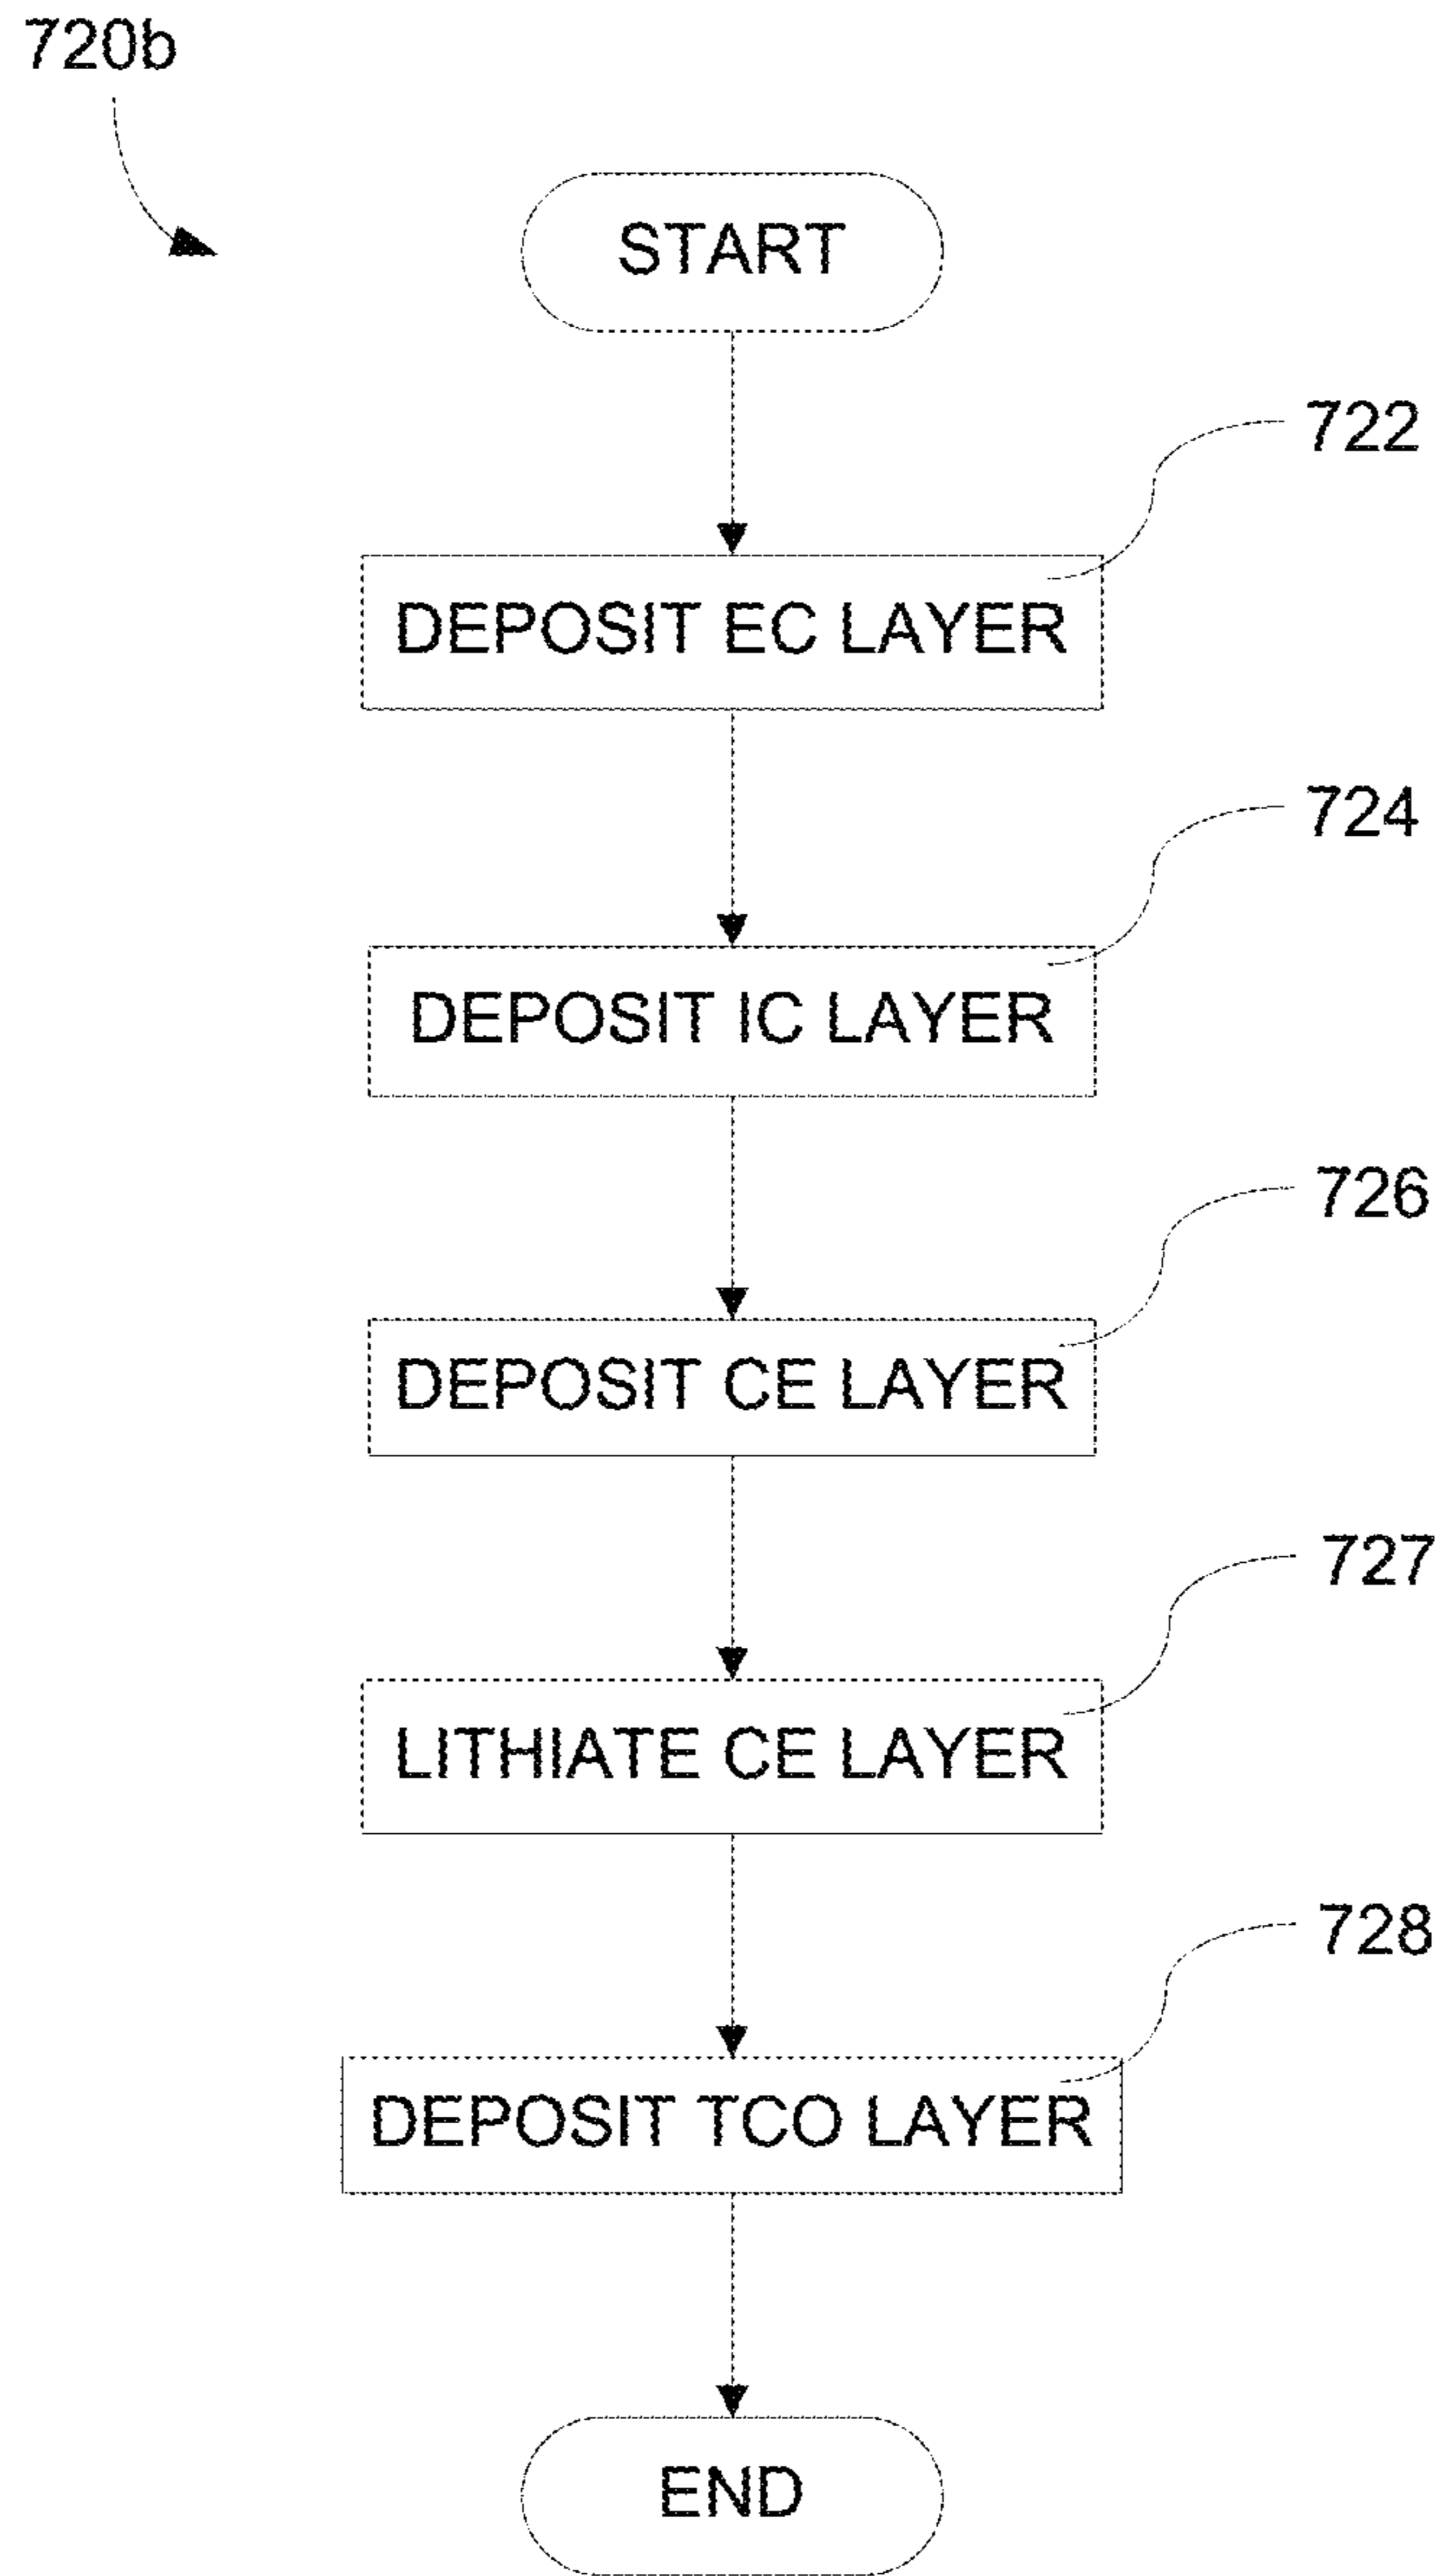 720b
START
722
DEPOSIT EC LAYER
724
DEPOSIT IC LAYER
726
DEPOSIT CE LAYER
727
LITHIATE CE LAYER
728
DEPOSIT TCO LAYER
END